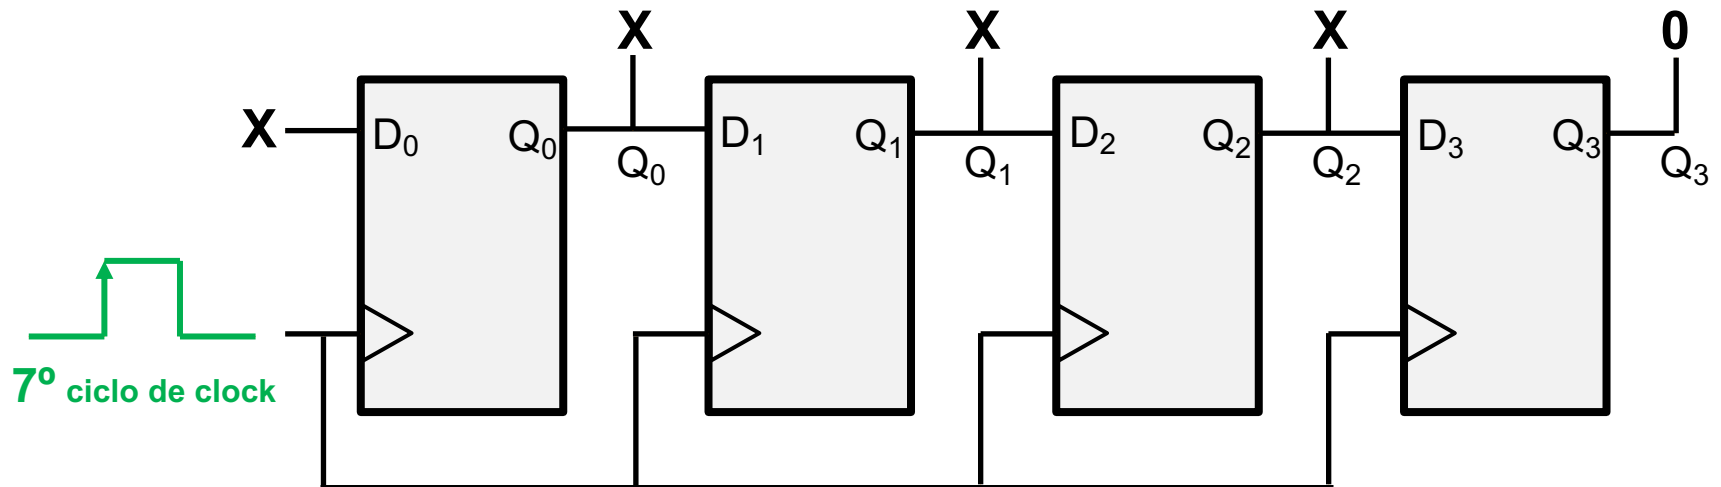 X X X 0
X D₀ Q₀ D₁ Q₁ D₂ Q₂ D₃ Q₃
Q₀ Q₁ Q₂ Q₃
7º ciclo de clock